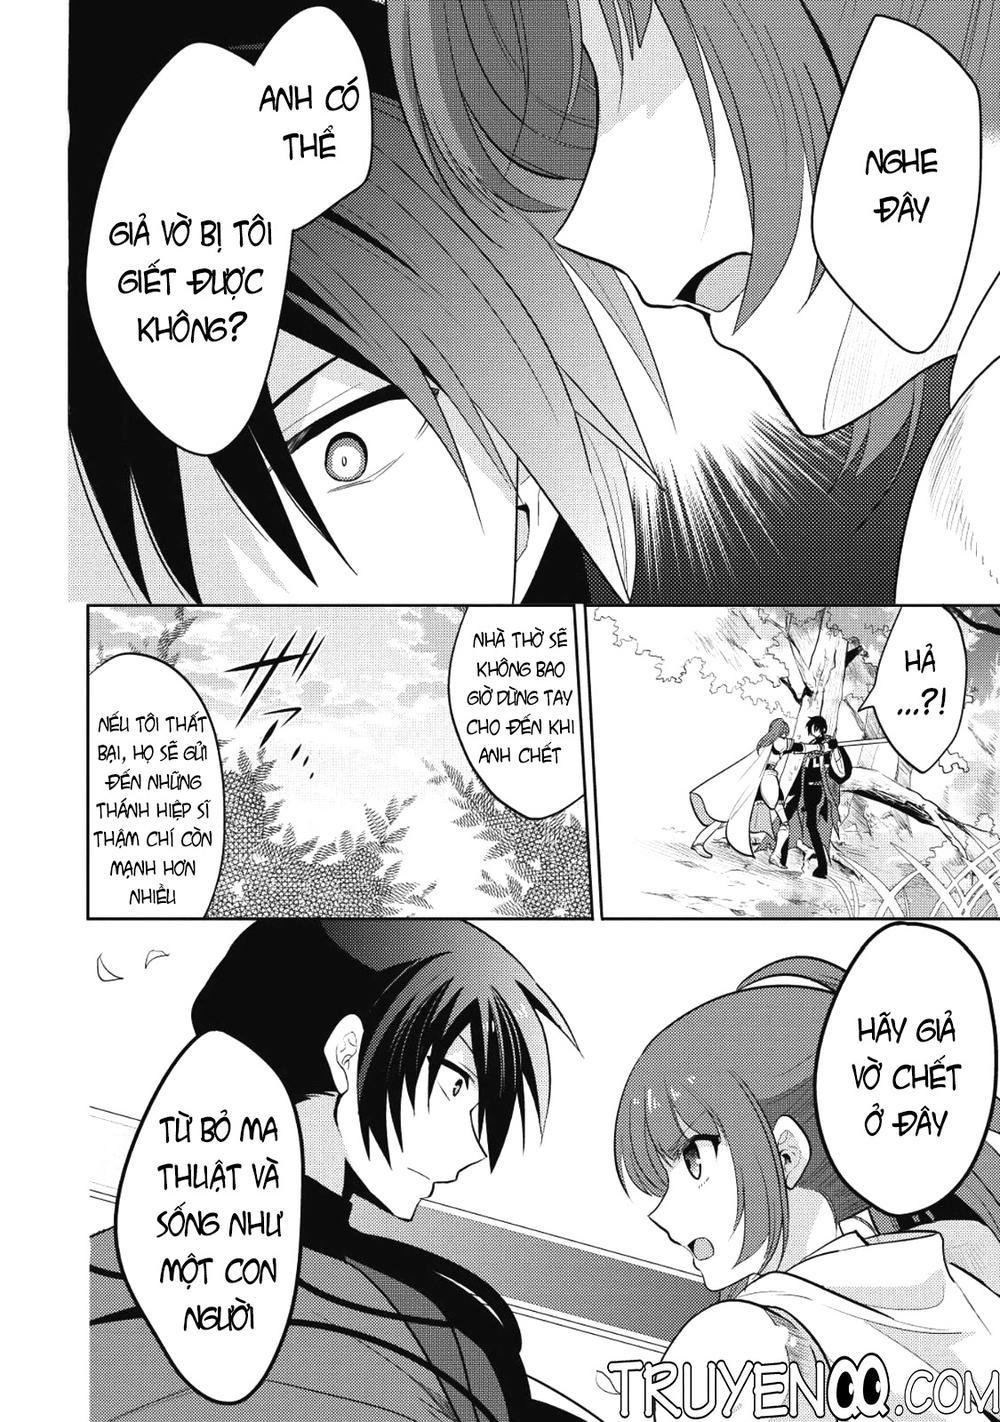 NGHE
ĐÂY
ANH CÓ
THỂ
GIẢ VỜ BỊ TÔI
GIẾT ĐƯỢC
KHÔNG?
HẢ
...?!
NHÀ THỜ SẼ
KHÔNG BAO
GIỜ DỪNG TAY
CHO ĐẾN KHI
ANH CHẾT
NẾU TÔI THẤT
BẠI, HỌ SẼ GỬI
ĐẾN NHỮNG
THÁNH HIỆP SĨ
THẬM CHÍ CÒN
MẠNH HƠN
NHIỀU
HÃY GIẢ
VỜ CHẾT
Ở ĐÂY
TỪ BỎ MA
THUẬT VÀ
SỐNG NHƯ
MỘT CON
NGƯỜI
TRUYENQQ.COM